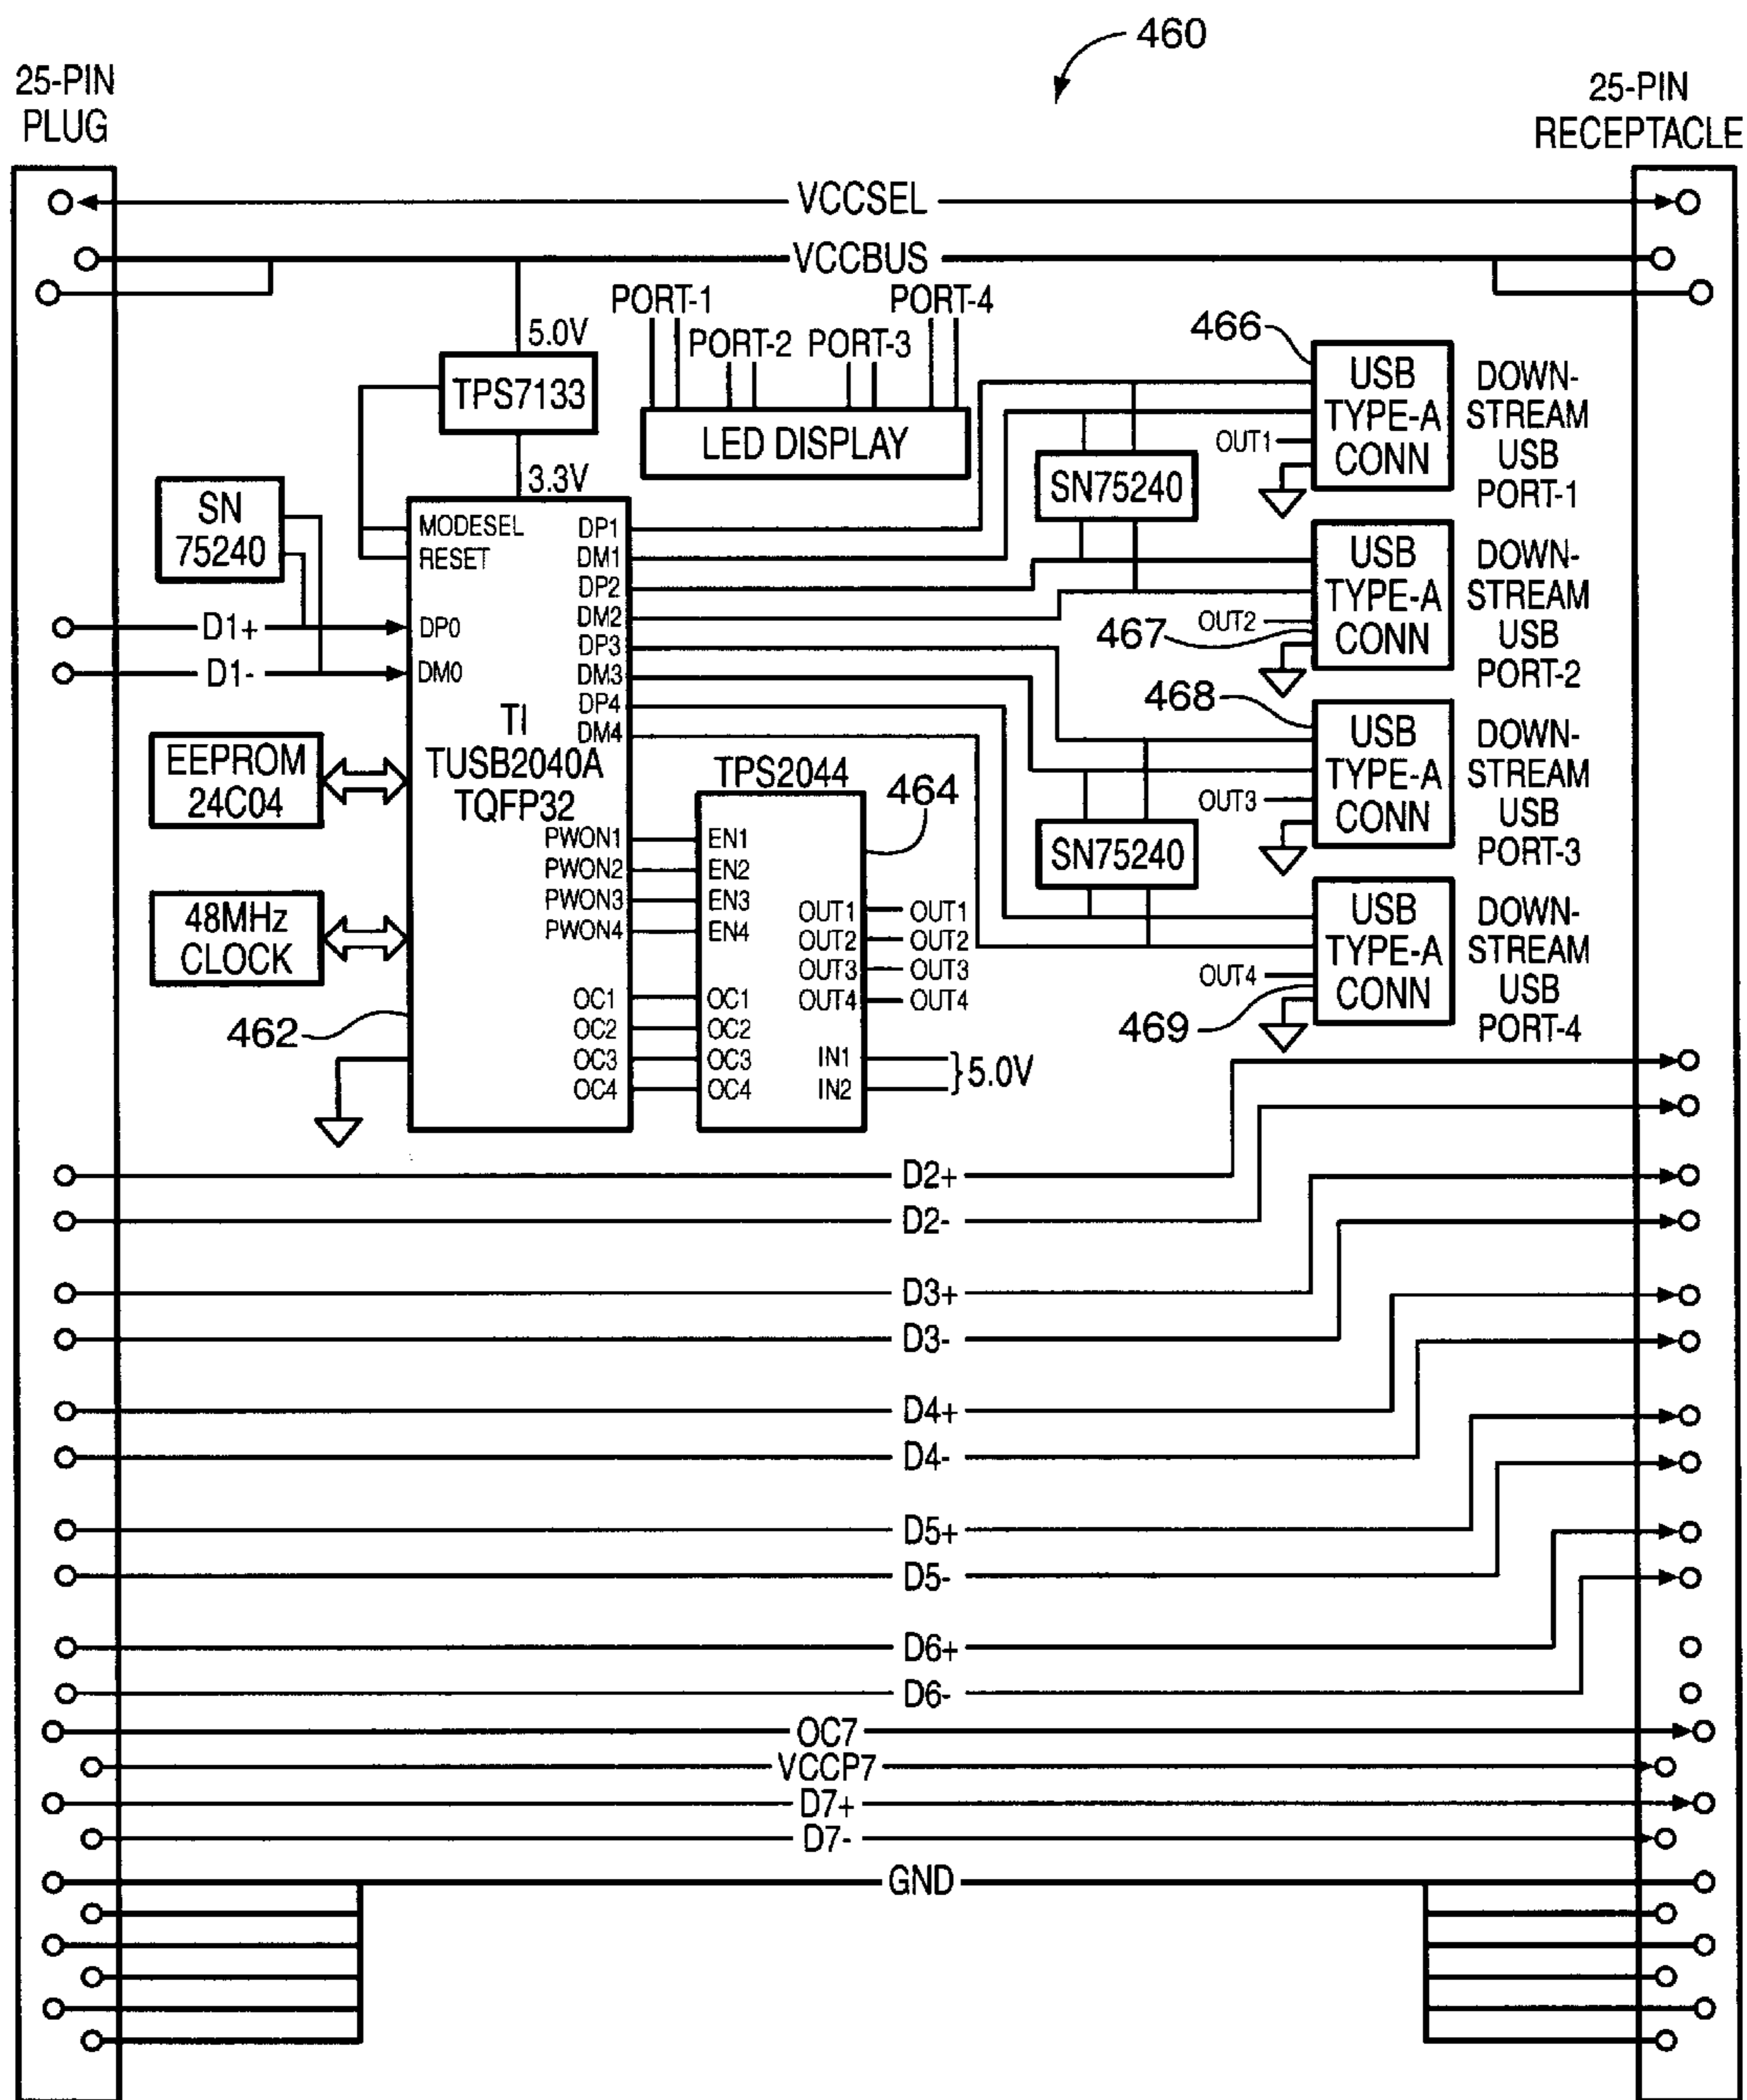 460
25-PIN
PLUG
25-PIN
RECEPTACLE
VCCSEL
VCCBUS
PORT-1
PORT-4
PORT-2
PORT-3
5.0V
TPS7133
LED DISPLAY
3.3V
466
USB
TYPE-A
CONN
OUT1
DOWN-
STREAM
USB
PORT-1
SN75240
SN
75240
MODESEL
RESET
DP0
DM0
D1+
D1-
DP1
DM1
DP2
DM2
DP3
DM3
DP4
DM4
TI
TUSB2040A
TQFP32
PWON1
PWON2
PWON3
PWON4
OC1
OC2
OC3
OC4
462
EEPROM
24C04
48MHz
CLOCK
TPS2044
464
EN1
EN2
EN3
EN4
OC1
OC2
OC3
OC4
OUT1
OUT2
OUT3
OUT4
OUT1
OUT2
OUT3
OUT4
IN1
IN2
}5.0V
USB
TYPE-A
CONN
OUT2
467
DOWN-
STREAM
USB
PORT-2
468
USB
TYPE-A
CONN
OUT3
DOWN-
STREAM
USB
PORT-3
SN75240
USB
TYPE-A
CONN
OUT4
469
DOWN-
STREAM
USB
PORT-4
D2+
D2-
D3+
D3-
D4+
D4-
D5+
D5-
D6+
D6-
OC7
VCCP7
D7+
D7-
GND